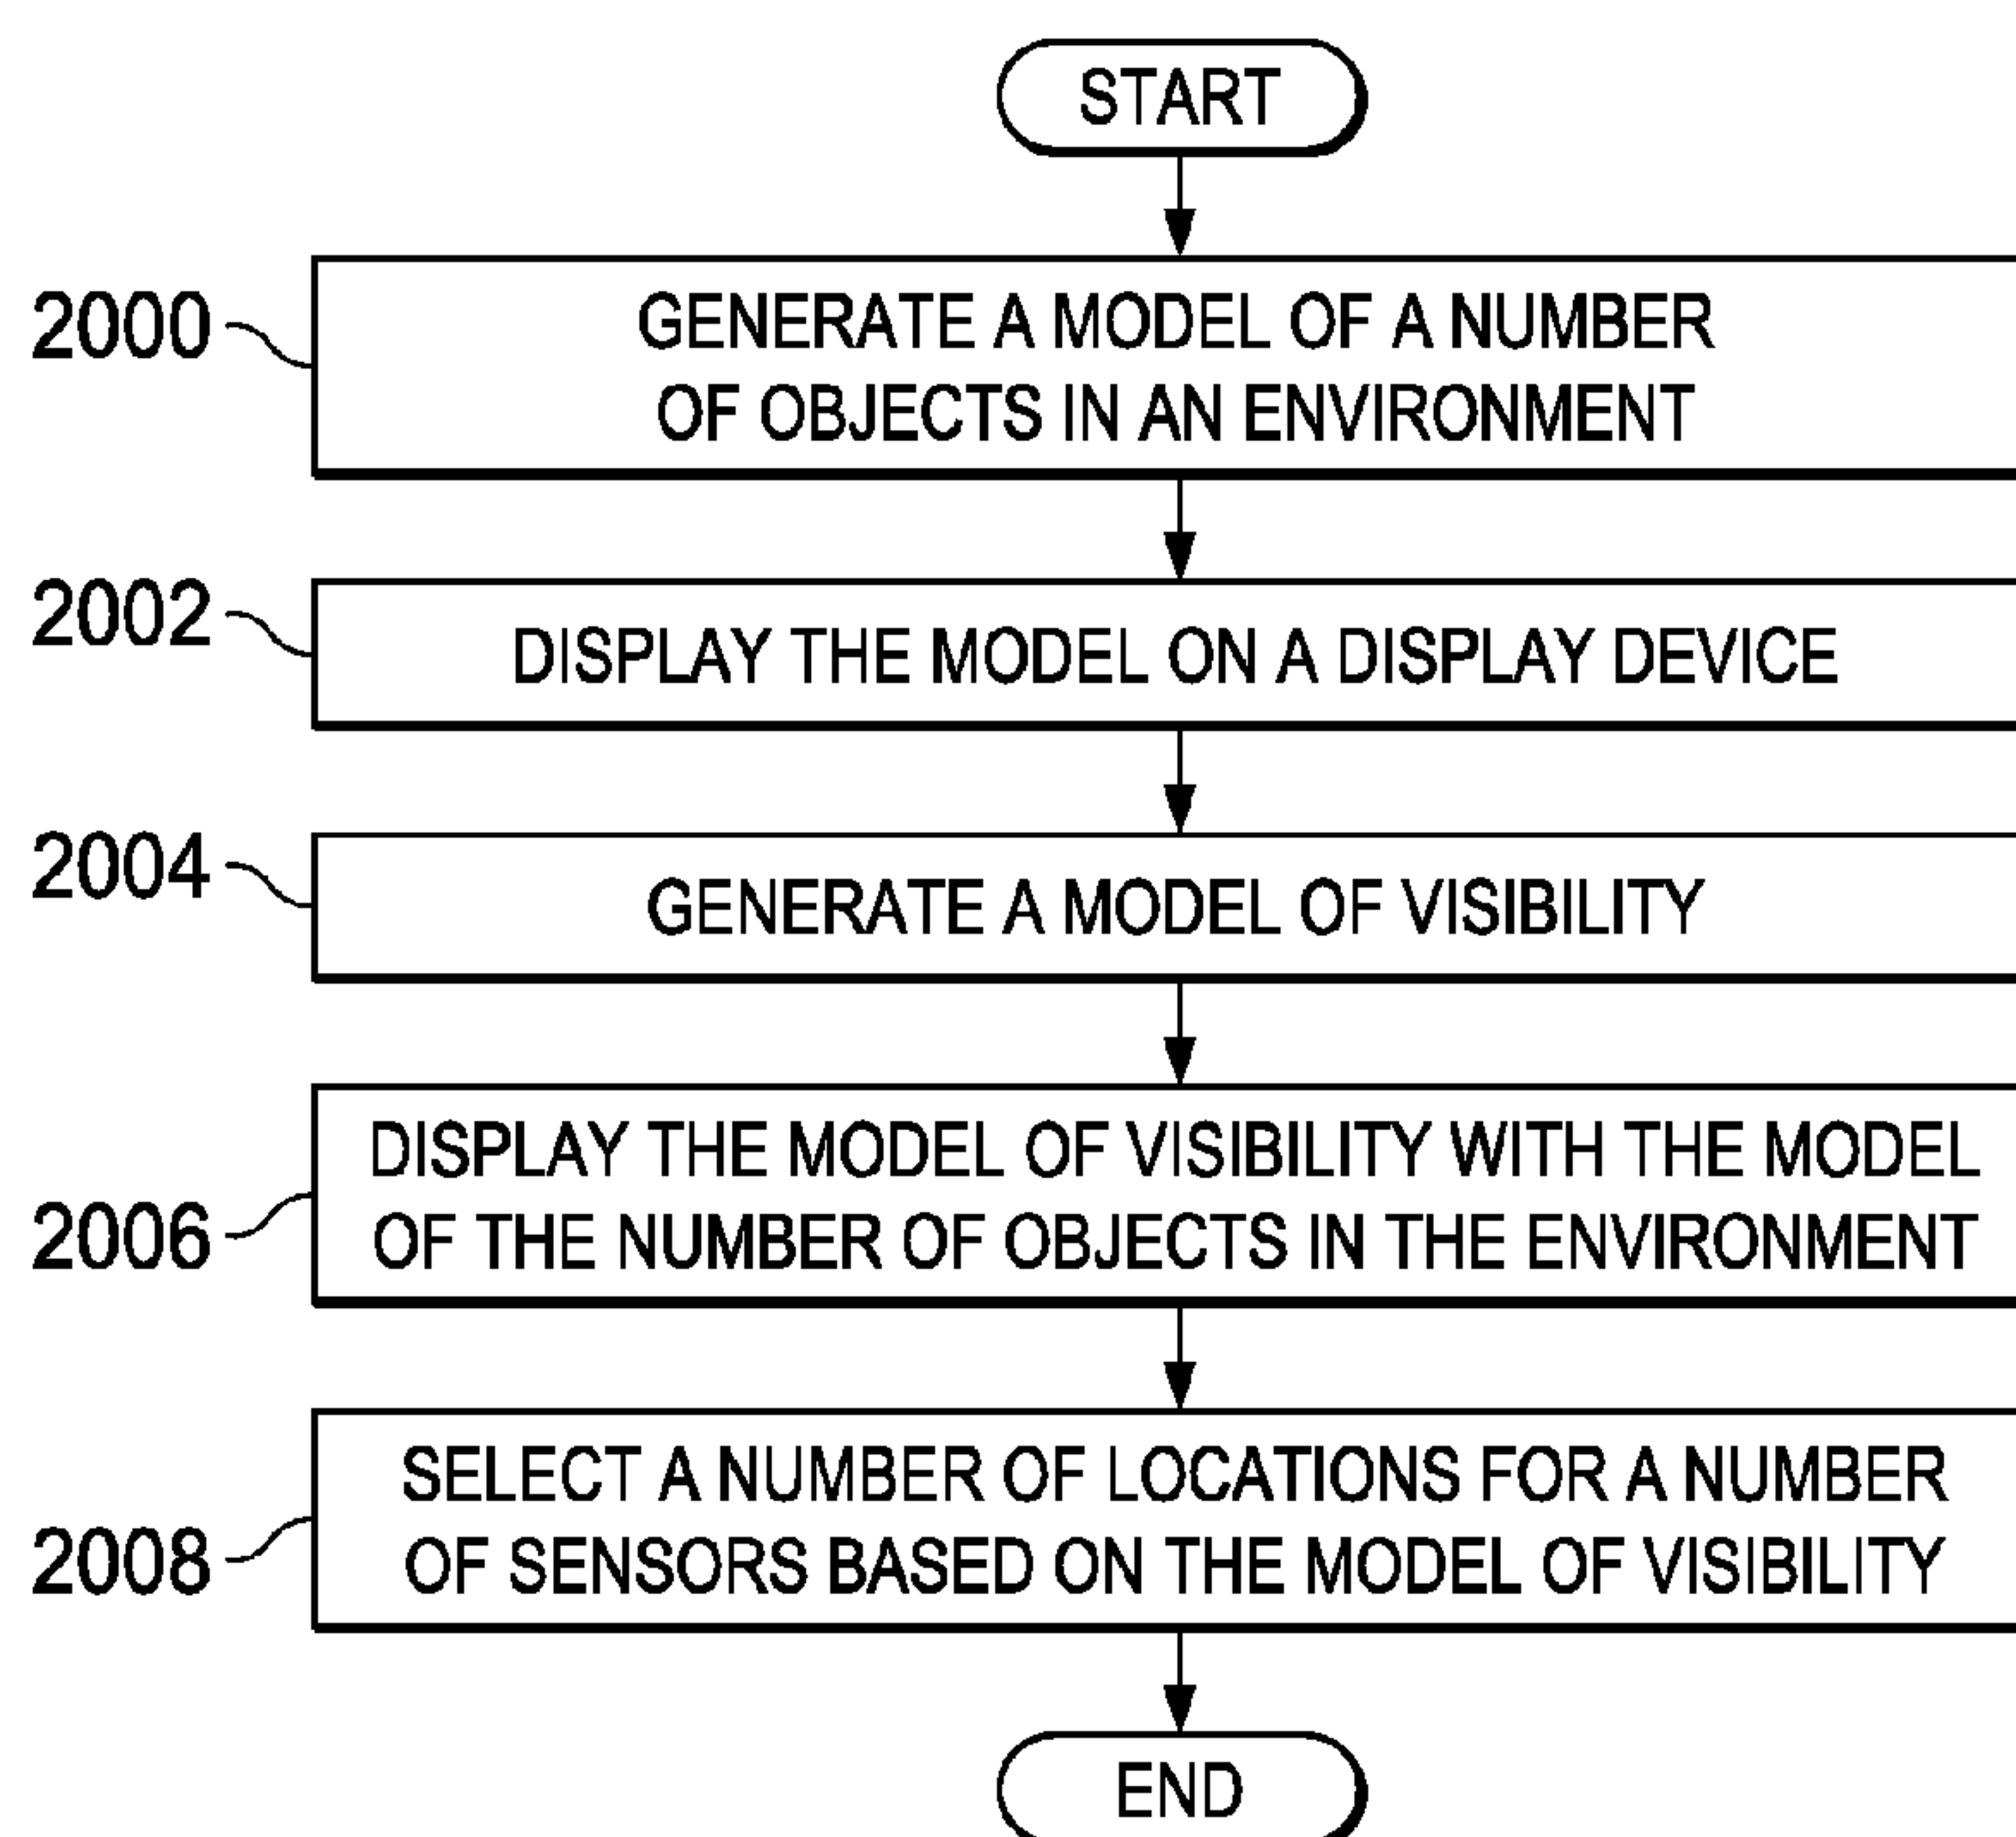 START
2000
GENERATE A MODEL OF A NUMBER
OF OBJECTS IN AN ENVIRONMENT
2002
DISPLAY THE MODEL ON A DISPLAY DEVICE
2004
GENERATE A MODEL OF VISIBILITY
2006
DISPLAY THE MODEL OF VISIBILITY WITH THE MODEL
OF THE NUMBER OF OBJECTS IN THE ENVIRONMENT
2008
SELECT A NUMBER OF LOCATIONS FOR A NUMBER
OF SENSORS BASED ON THE MODEL OF VISIBILITY
END